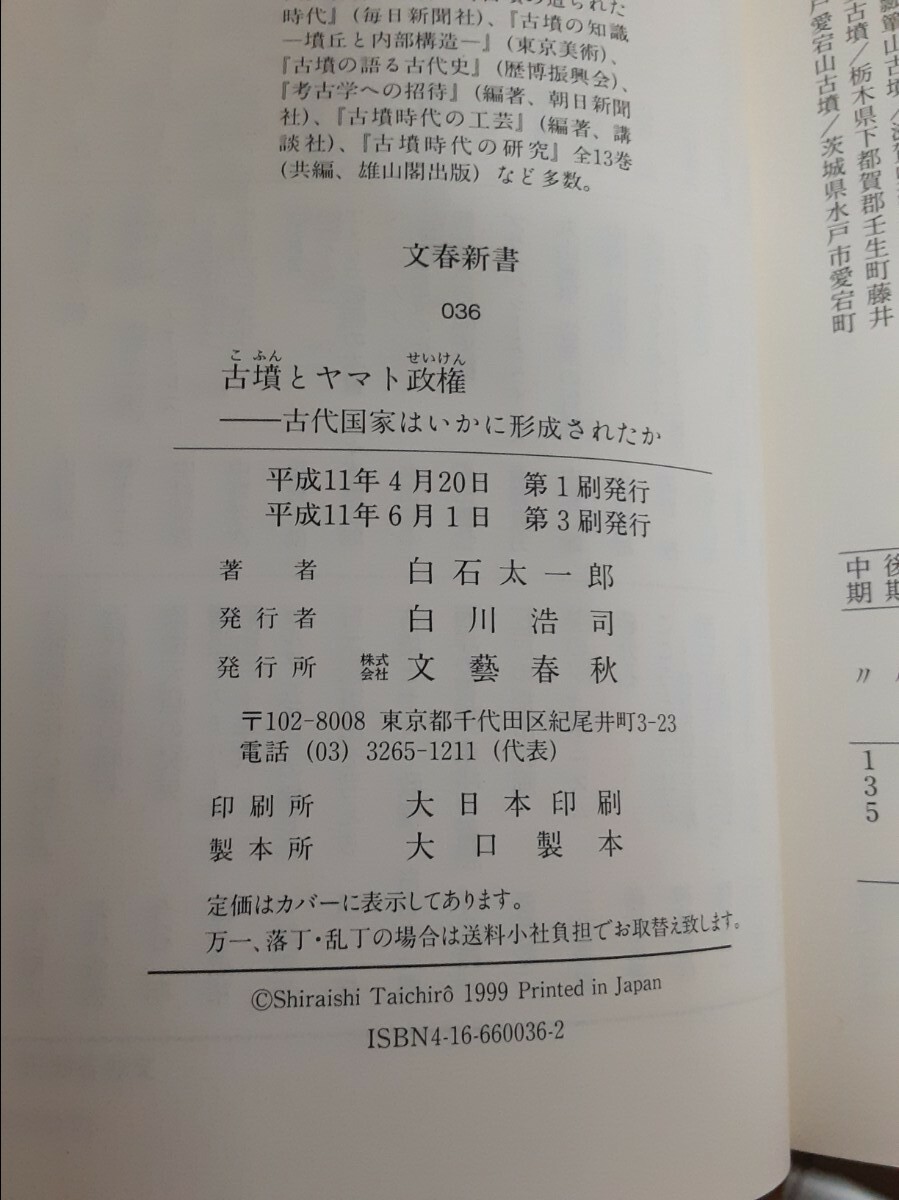 時代』(毎日新聞社)、『古墳の知識
―墳丘と内部構造―』(東京美術)、
『古墳の語る古代史』(歴博振興会)、
『考古学への招待』(編著、朝日新聞
社)、『古墳時代の工芸』(編著、講
談社)、『古墳時代の研究』全13巻
(共編、雄山閣出版) など多数。
文春新書
036
こ ふん せいけん
古墳とヤマト政権
――古代国家はいかに形成されたか
平成11年4月20日 第1刷発行
平成11年6月1日 第3刷発行
著者 白石太一郎
発行者 白川浩司
発行所 株式会社 文藝春秋
〒102-8008 東京都千代田区紀尾井町3-23
電話 (03) 3265-1211 (代表)
印刷所 大日本印刷
製本所 大口製本
定価はカバーに表示してあります。
万一、落丁・乱丁の場合は送料小社負担でお取替え致します。
©Shiraishi Taichirô 1999 Printed in Japan
ISBN4-16-660036-2
古墳/栃木県下都賀郡壬生町藤井
戸愛宕山古墳/茨城県水戸市愛宕町
後期
中期
〃
135